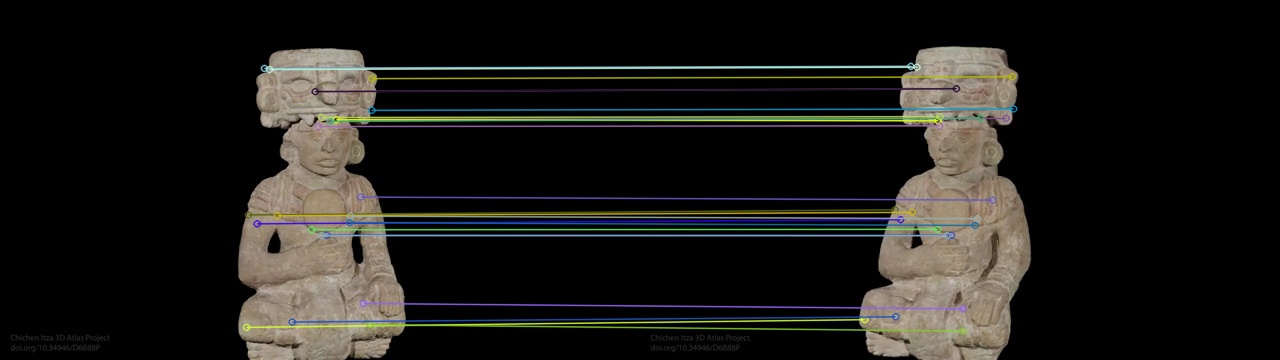 Chichen Itza 3D Atlas Project
doi.org/10.34946/D6B88P
Chichen Itza 3D Atlas Project
doi.org/10.34946/D6B88P